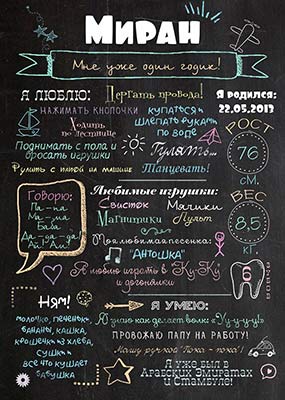 Миран
Мне уже один годик!
Я ЛЮБЛЮ:
Дергать провода!
Я родился:
22.05.2013
НАЖИМАТЬ КНОПОЧКИ
КУПАТЬСЯ И
ШЛЕПАТЬ РУКАМИ
ПО ВОДЕ
Ходить
по лестнице
Гулять...
РОСТ
76
СМ.
Поднимать с пола и
бросать игрушки
Рулить с папой на машине
Танцевать!
Говорю:
Па-па
Ма-ма
Баба
Да-да-да!
Ай! Ай!
Любимые игрушки:
Свисток
Мячики
Магнитики
Пульт
ВЕС
8,5
КГ.
Моя любимая песенка:
"АНТОШКА"
Я люблю играть в "Ку-Ку"
и догонялки
6
Ням!
молочко, печенье,
бананы, кашка,
крошечки из хлеба,
сушки и
все что кушает
бабушка
Я УМЕЮ:
Я знаю как делает волк "У-у-у-у!"
ПРОВОЖАЮ ПАПУ НА РАБОТУ!
Машу ручкой Пока-пока!
Я уже был в
Арабских Эмиратах
и Стамбуле!